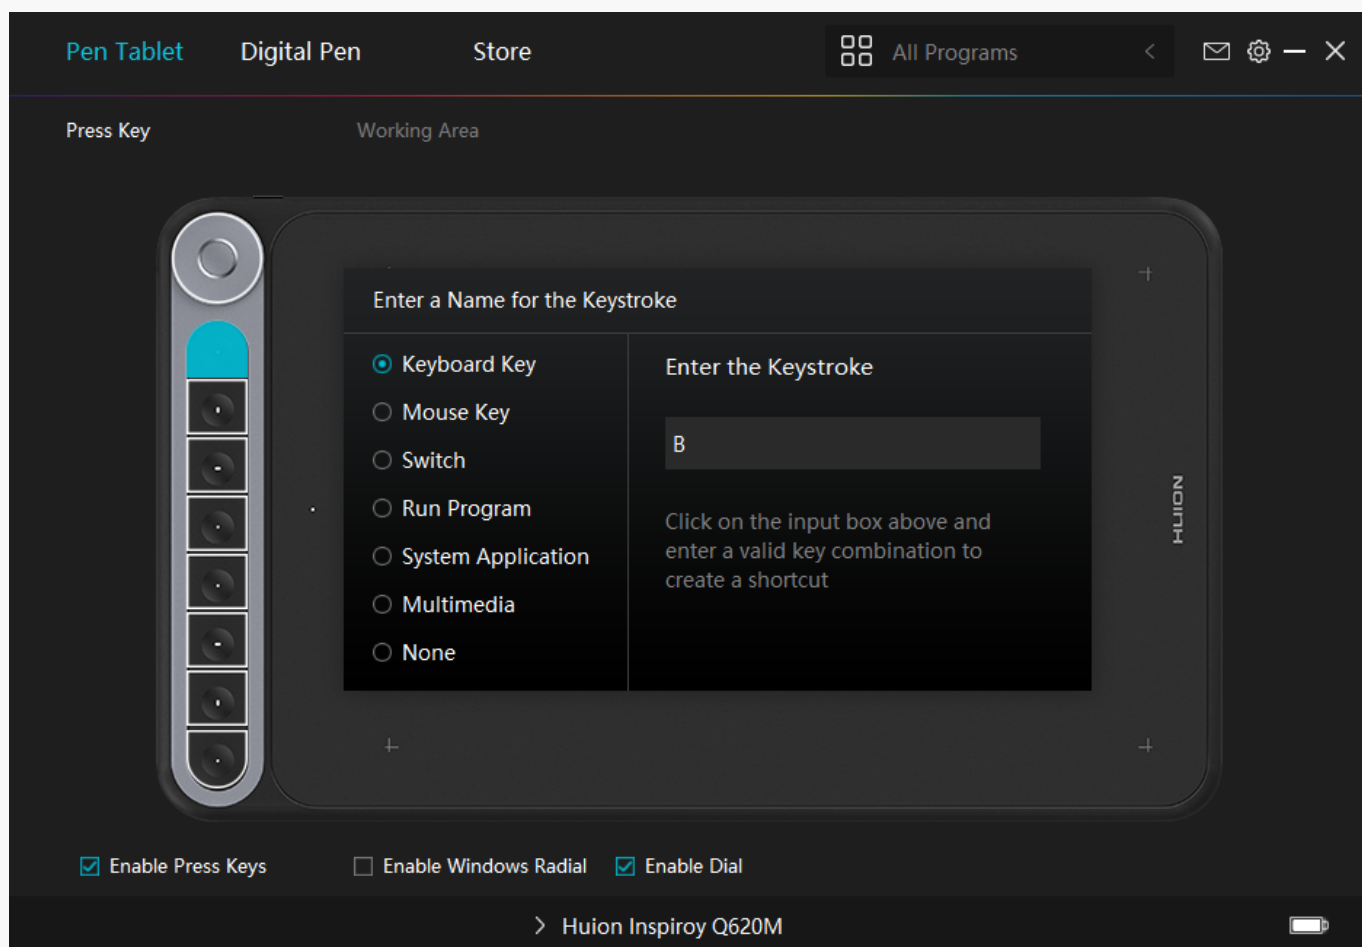 Pen Tablet
Digital Pen
Store
All Programs
Press Key
Working Area
Enter a Name for the Keystroke
Keyboard Key
Mouse Key
Switch
Run Program
System Application
Multimedia
None
Enter the Keystroke
B
Click on the input box above and
enter a valid key combination to
create a shortcut
HUION
Enable Press Keys
Enable Windows Radial
Enable Dial
Huion Inspiroy Q620M